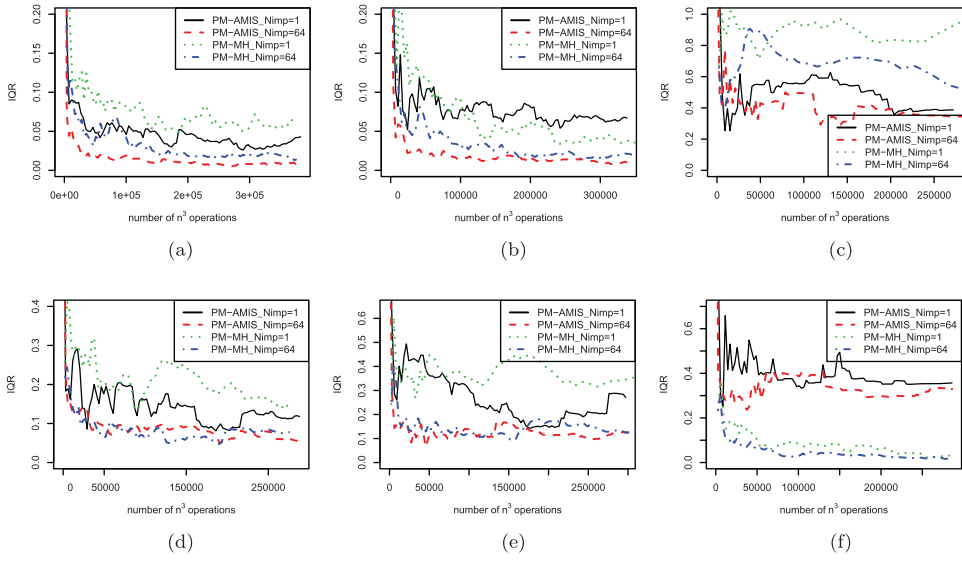 IQR
0.00
0.05
0.10
0.15
0.20
PM−AMIS_Nimp=1
PM−AMIS_Nimp=64
PM−MH_Nimp=1
PM−MH_Nimp=64
0e+00
1e+05
2e+05
3e+05
number of n³ operations
(a)
IQR
0.00
0.05
0.10
0.15
0.20
PM−AMIS_Nimp=1
PM−AMIS_Nimp=64
PM−MH_Nimp=1
PM−MH_Nimp=64
0
100000
200000
300000
number of n³ operations
(b)
IQR
0.0
0.2
0.4
0.6
0.8
1.0
PM−AMIS_Nimp=1
PM−AMIS_Nimp=64
PM−MH_Nimp=1
PM−MH_Nimp=64
0
50000
100000
150000
200000
250000
number of n³ operations
(c)
IQR
0.0
0.1
0.2
0.3
0.4
PM−AMIS_Nimp=1
PM−AMIS_Nimp=64
PM−MH_Nimp=1
PM−MH_Nimp=64
0
50000
150000
250000
number of n³ operations
(d)
IQR
0.0
0.2
0.4
0.6
PM−AMIS_Nimp=1
PM−AMIS_Nimp=64
PM−MH_Nimp=1
PM−MH_Nimp=64
0
50000
150000
250000
number of n³ operations
(e)
IQR
0.0
0.2
0.4
0.6
PM−AMIS_Nimp=1
PM−AMIS_Nimp=64
PM−MH_Nimp=1
PM−MH_Nimp=64
0
50000
100000
200000
number of n³ operations
(f)